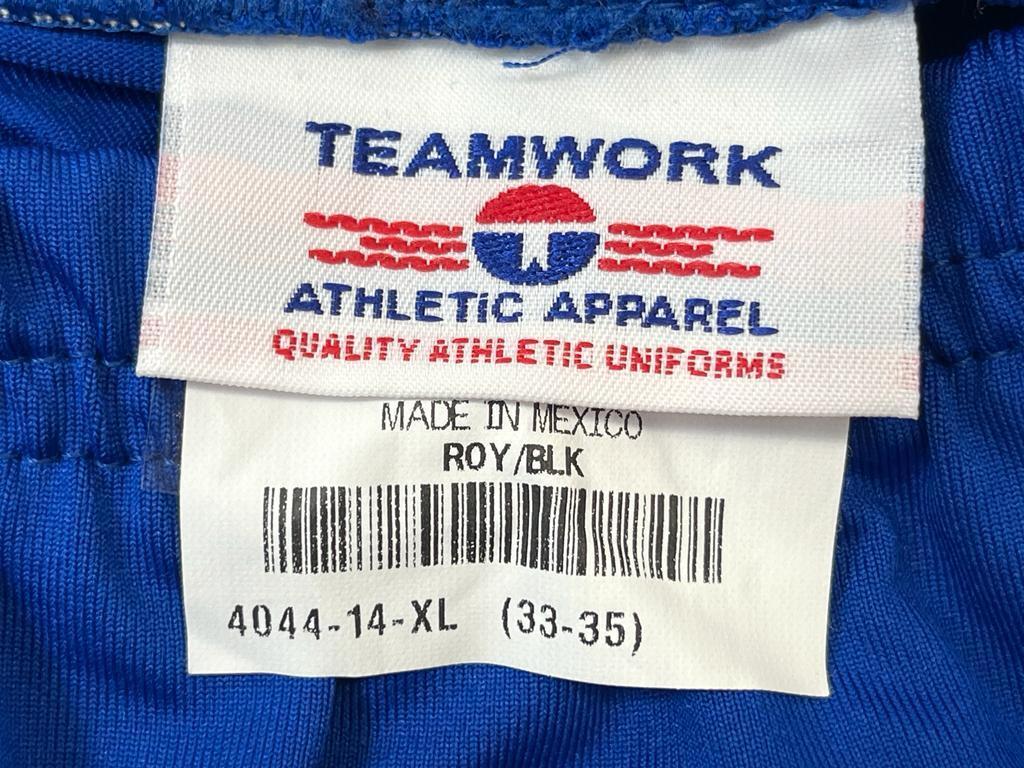 TEAMWORK
ATHLETIC APPAREL
QUALITY ATHLETIC UNIFORMS
MADE IN MEXICO
ROY/BLK
4044-14-XL (33-35)